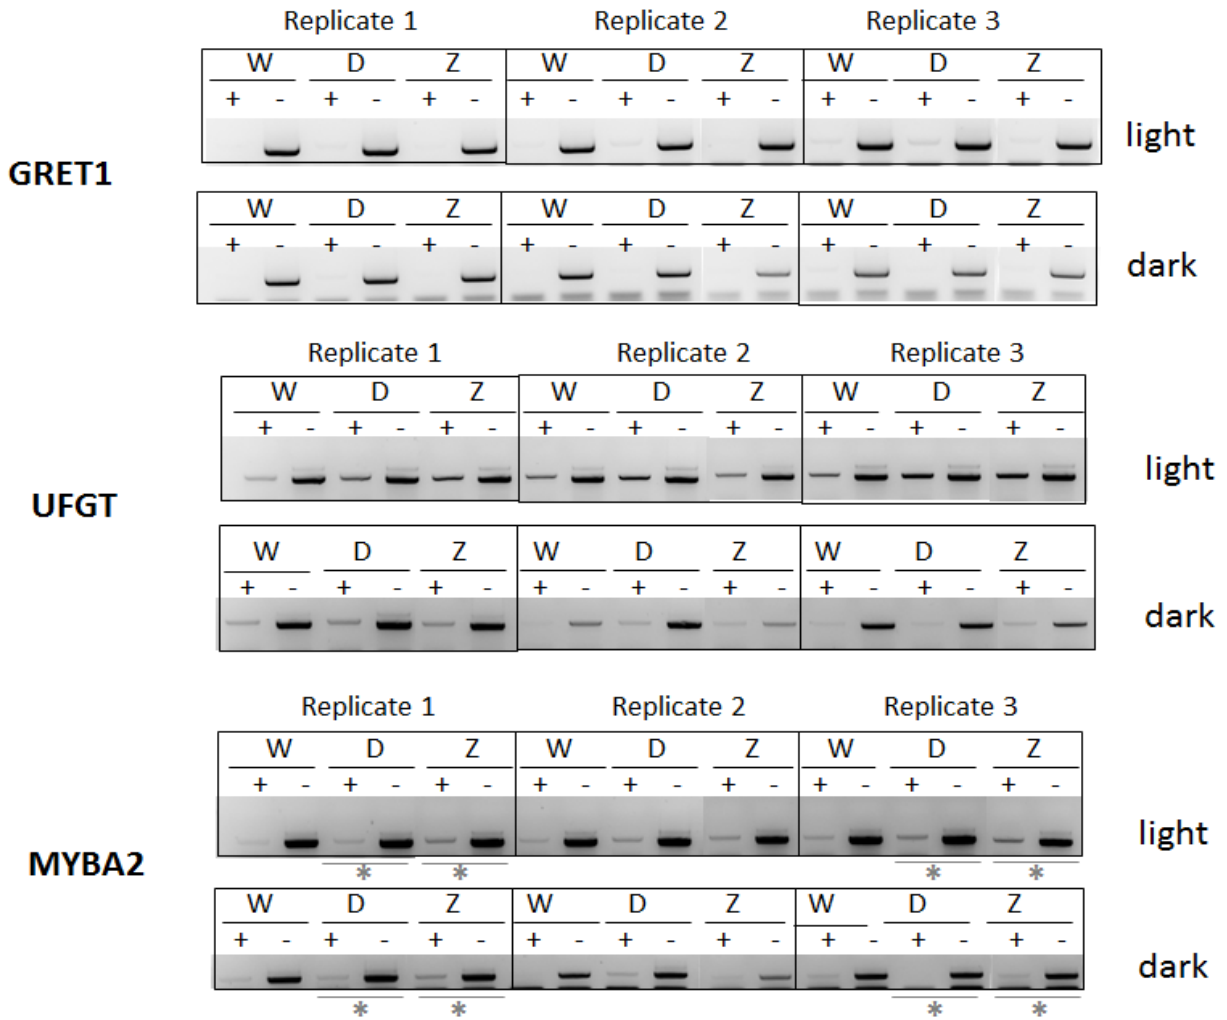 Replicate 1 Replicate 2 Replicate 3
W D Z W D Z W D Z
+ - + - + - + - + - + - + - + - + -
light
GRET1
W D Z W D Z W D Z
+ - + - + - + - + - + - + - + - + -
dark
Replicate 1 Replicate 2 Replicate 3
W D Z W D Z W D Z
+ - + - + - + - + - + - + - + - + -
light
UFGT
W D Z W D Z W D Z
+ - + - + - + - + - + - + - + - + -
dark
Replicate 1 Replicate 2 Replicate 3
W D Z W D Z W D Z
+ - + - + - + - + - + - + - + - + -
light
MYBA2
* * * *
W D Z W D Z W D Z
+ - + - + - + - + - + - + - + - + -
dark
* * * *